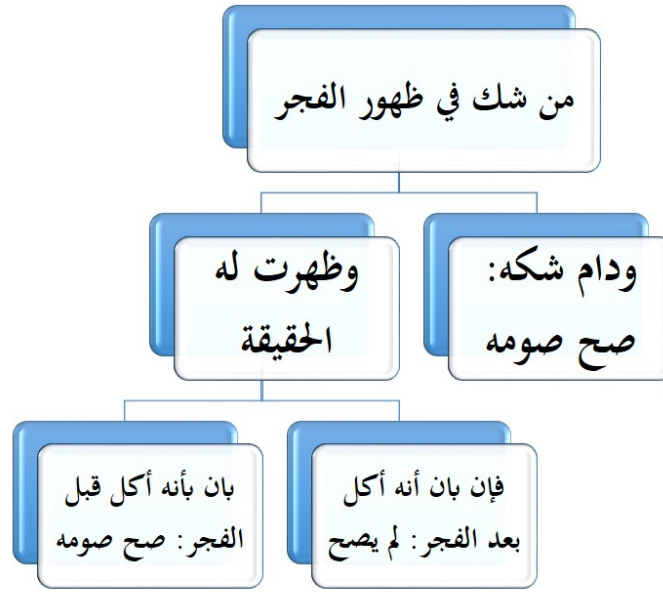 من شك في ظهور الفجر
ودام شكه:
صح صومه
وظهرت له
الحقيقة
فإن بان أنه أكل
بعد الفجر: لم يصح
بان بأنه أكل قبل
الفجر: صح صومه